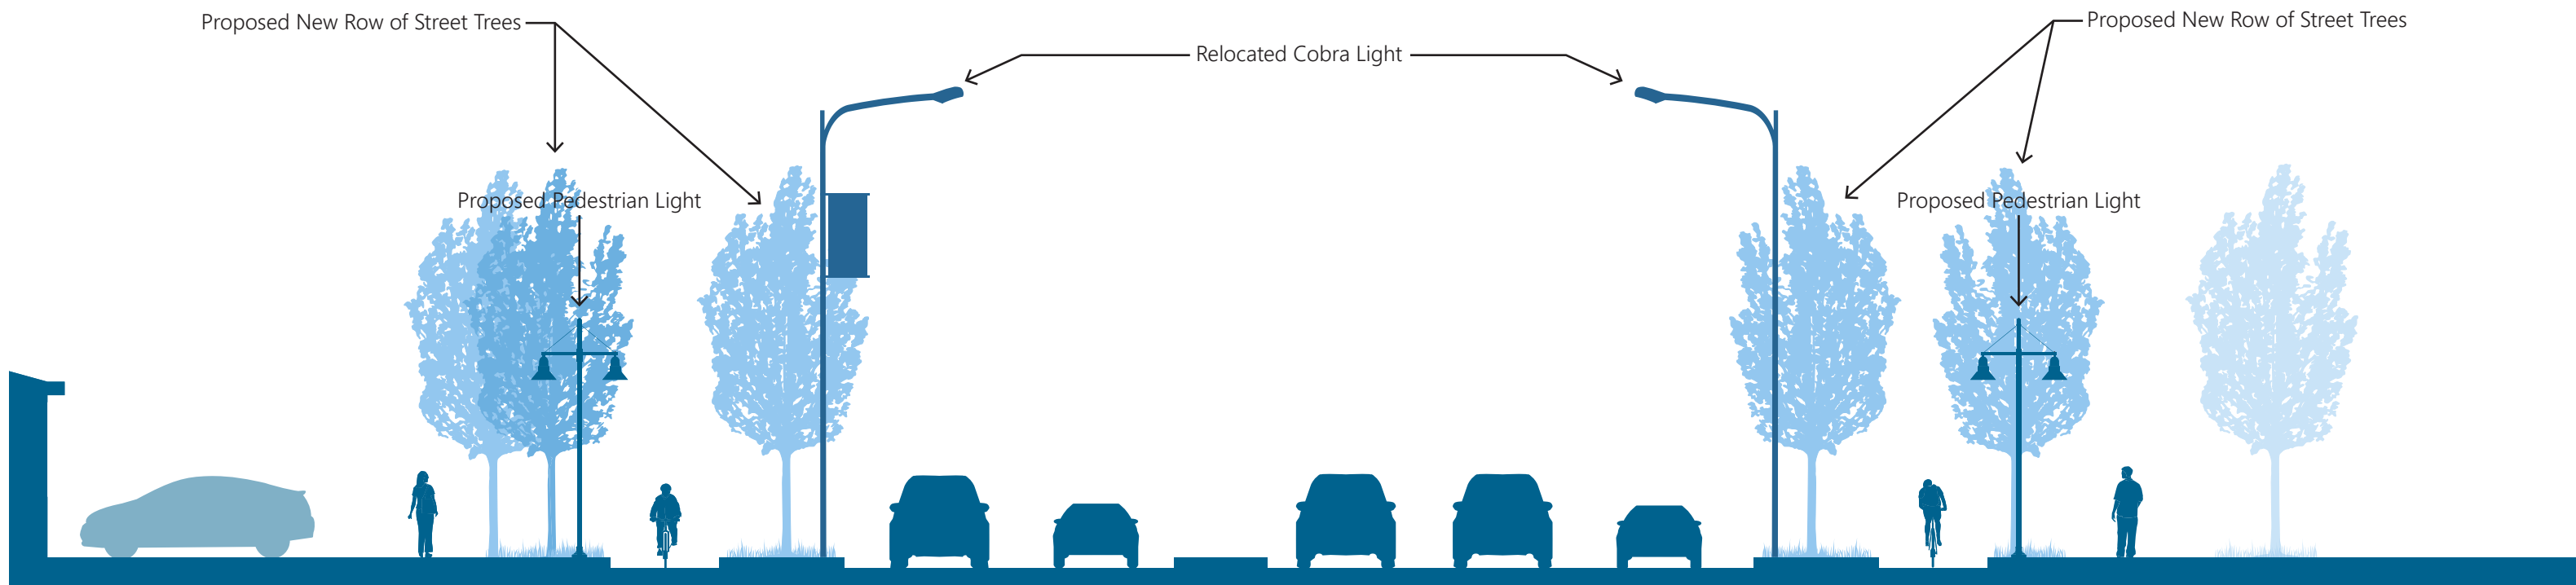 Proposed New Row of Street Trees
Relocated Cobra Light
Proposed New Row of Street Trees
Proposed Pedestrian Light
Proposed Pedestrian Light